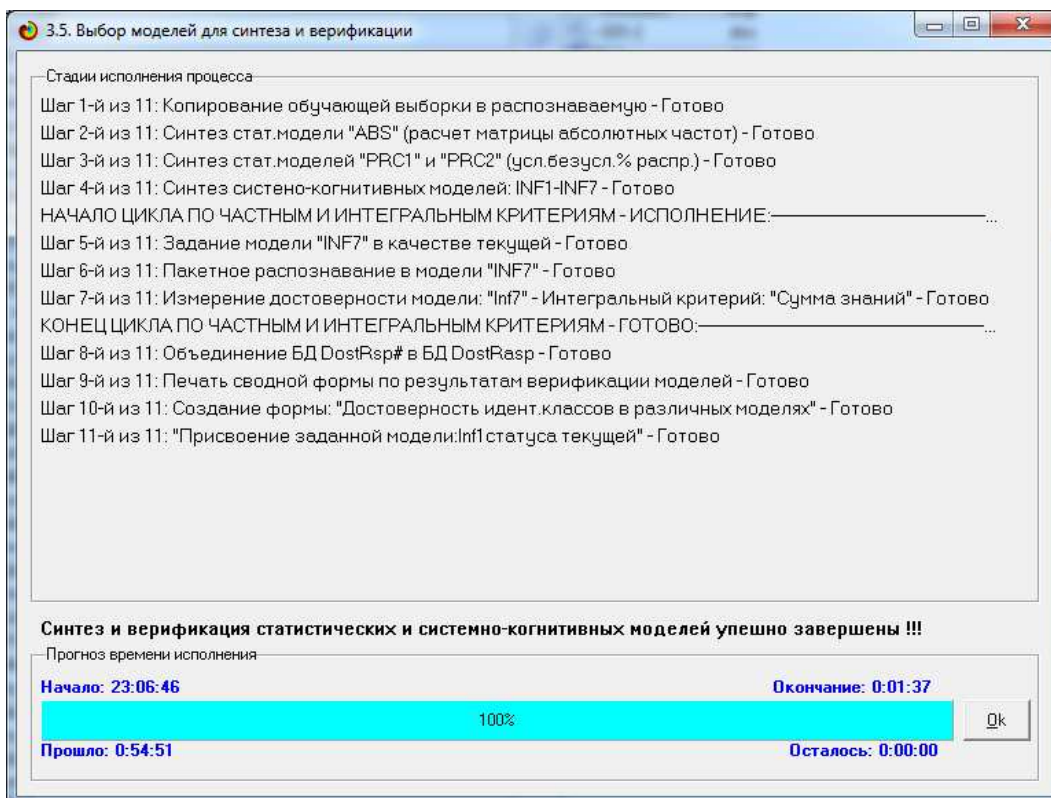 3.5. Выбор моделей для синтеза и верификации
Стадии исполнения процесса
Шаг 1-й из 11: Копирование обучающей выборки в распознаваемую - Готово
Шаг 2-й из 11: Синтез стат.модели "ABS" (расчет матрицы абсолютных частот) - Готово
Шаг 3-й из 11: Синтез стат.моделей "PRC1" и "PRC2" (усл.безусл.% распр.) - Готово
Шаг 4-й из 11: Синтез систено-когнитивных моделей: INF1-INF7 - Готово
НАЧАЛО ЦИКЛА ПО ЧАСТНЫМ И ИНТЕГРАЛЬНЫМ КРИТЕРИЯМ - ИСПОЛНЕНИЕ:────────────...
Шаг 5-й из 11: Задание модели "INF7" в качестве текущей - Готово
Шаг 6-й из 11: Пакетное распознавание в модели "INF7" - Готово
Шаг 7-й из 11: Измерение достоверности модели: "Inf7" - Интегральный критерий: "Сумма знаний" - Готово
КОНЕЦ ЦИКЛА ПО ЧАСТНЫМ И ИНТЕГРАЛЬНЫМ КРИТЕРИЯМ - ГОТОВО:────────────...
Шаг 8-й из 11: Объединение БД DostRsp# в БД DostRasp - Готово
Шаг 9-й из 11: Печать сводной формы по результатам верификации моделей - Готово
Шаг 10-й из 11: Создание формы: "Достоверность идент.классов в различных моделях" - Готово
Шаг 11-й из 11: "Присвоение заданной модели:Inf1статуса текущей" - Готово
Синтез и верификация статистических и системно-когнитивных моделей упешно завершены !!!
Прогноз времени исполнения
Начало: 23:06:46 Окончание: 0:01:37
100% Ok
Прошло: 0:54:51 Осталось: 0:00:00